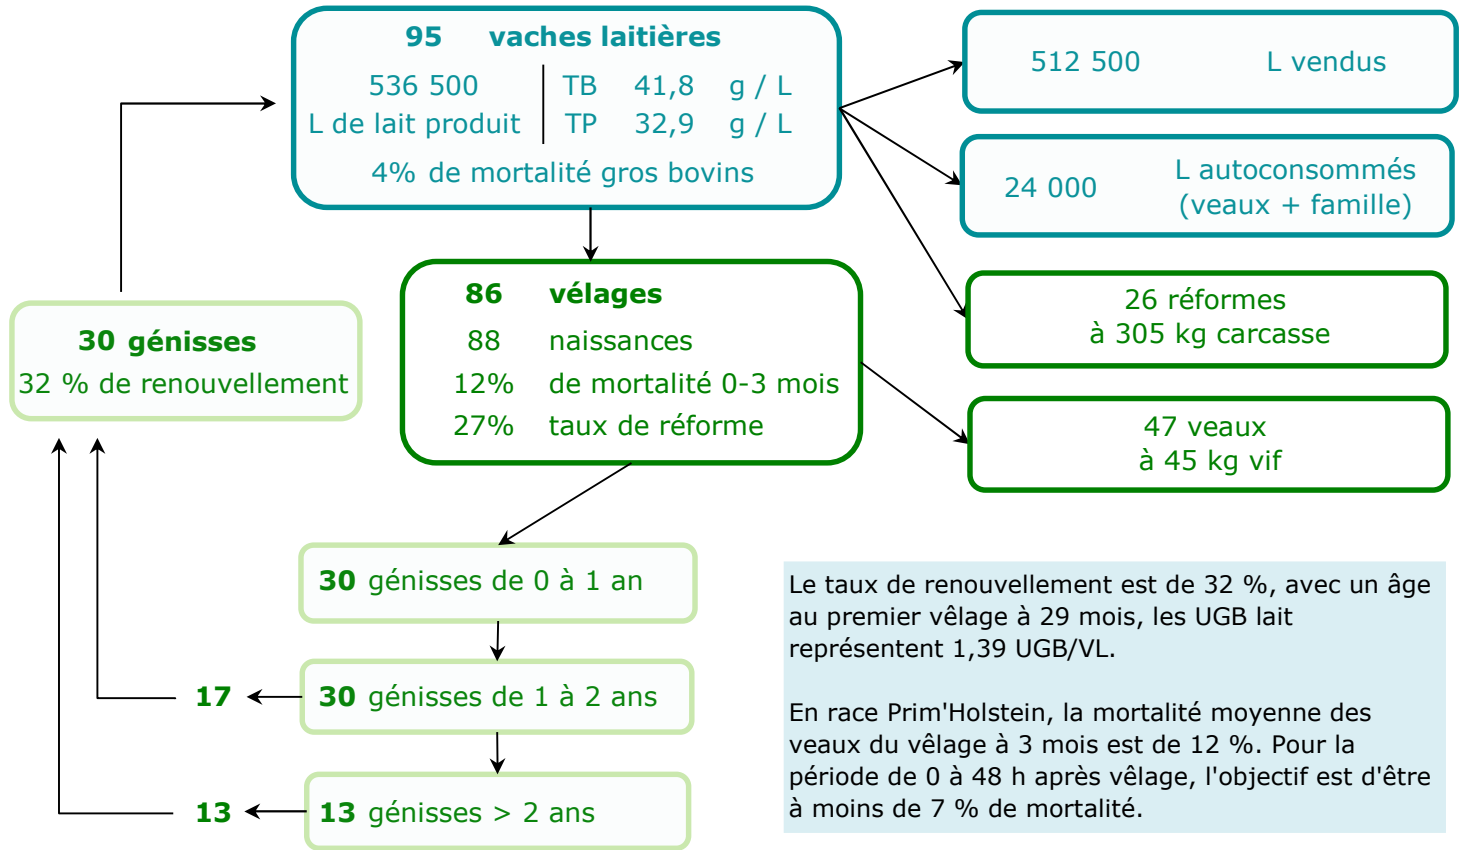 95 vaches laitières
536 500
L de lait produit
TB 41,8 g / L
TP 32,9 g / L
4% de mortalité gros bovins
512 500 L vendus
24 000
L autoconsommés
(veaux + famille)
26 réformes
à 305 kg carcasse
86 vélages
88 naissances
12% de mortalité 0-3 mois
27% taux de réforme
47 veaux
à 45 kg vif
30 génisses
32 % de renouvellement
30 génisses de 0 à 1 an
17
30 génisses de 1 à 2 ans
13
13 génisses > 2 ans
Le taux de renouvellement est de 32 %, avec un âge
au premier vêlage à 29 mois, les UGB lait
représentent 1,39 UGB/VL.
En race Prim'Holstein, la mortalité moyenne des
veaux du vêlage à 3 mois est de 12 %. Pour la
période de 0 à 48 h après vêlage, l'objectif est d'être
à moins de 7 % de mortalité.